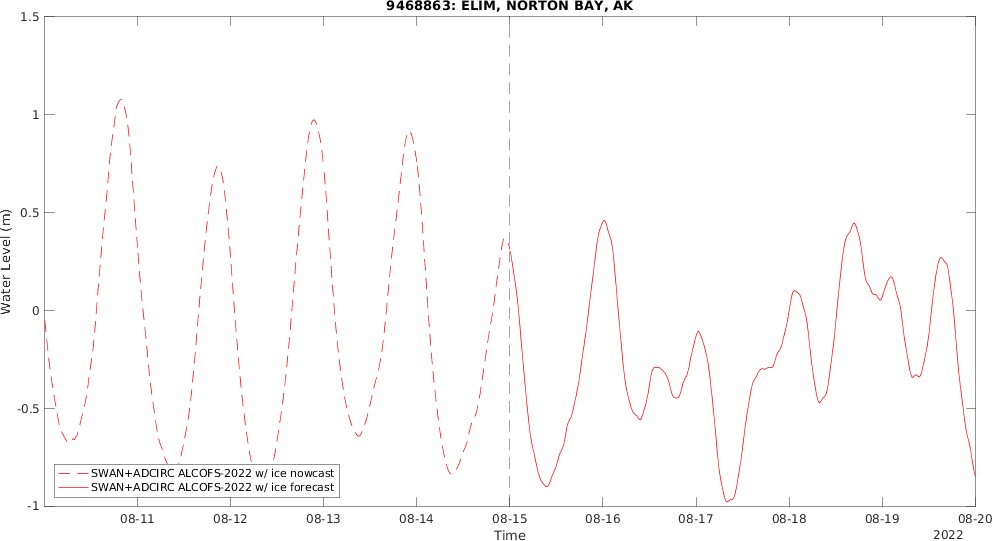 9468863: ELIM, NORTON BAY, AK
1.5
1
0.5
0
-0.5
-1
Water Level (m)
SWAN+ADCIRC ALCOFS-2022 w/ ice nowcast
SWAN+ADCIRC ALCOFS-2022 w/ ice forecast
08-11 08-12 08-13 08-14 08-15 08-16 08-17 08-18 08-19 08-20
Time
2022